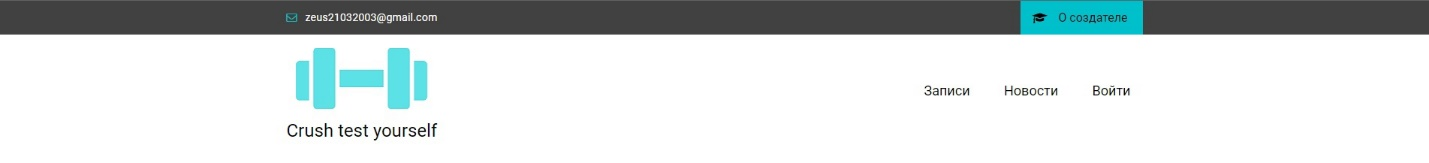 zeus21032003@gmail.com
О создателе
Записи Новости Войти
Crush test yourself